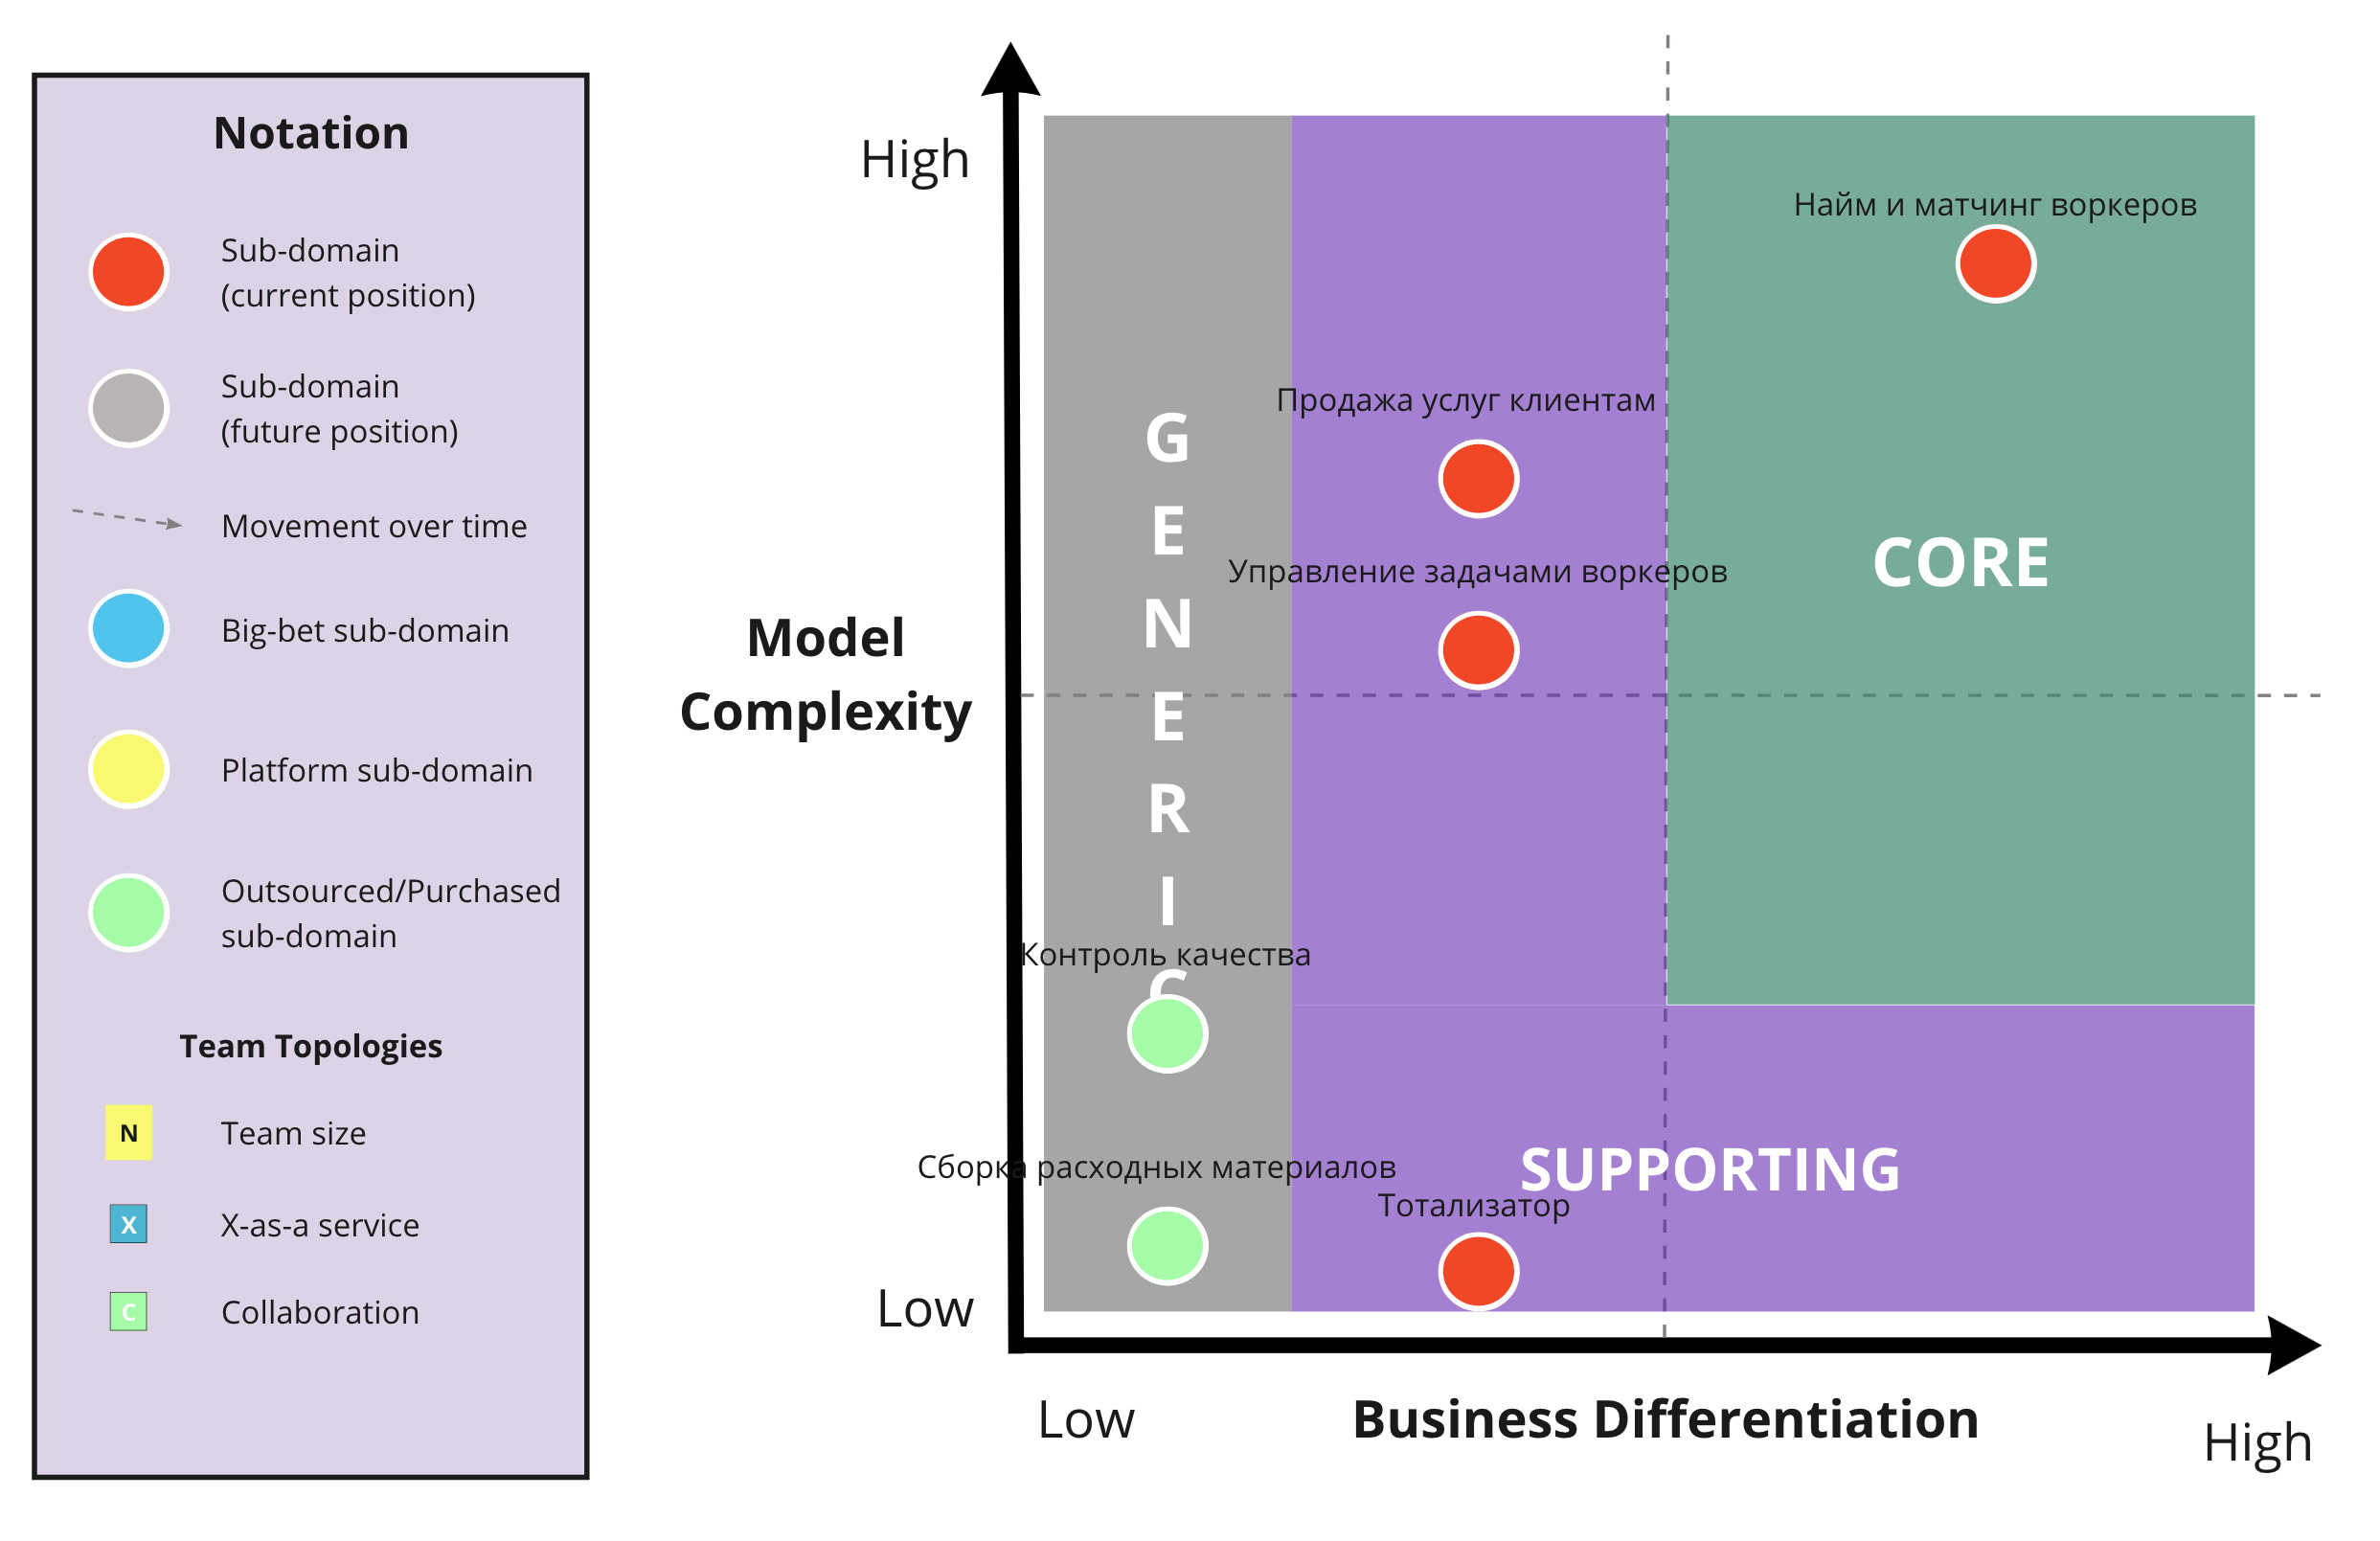 Notation
Sub-domain
(current position)
Sub-domain
(future position)
Movement over time
Big-bet sub-domain
Platform sub-domain
Outsourced/Purchased
sub-domain
Team Topologies
N
Team size
X
X-as-a service
C
Collaboration
High
Model
Complexity
Low
G
E
N
E
R
I
C
Найм и матчинг воркеров
Продажа услуг клиентам
Управление задачами воркеров
CORE
Контроль качества
Сборка расходных материалов
SUPPORTING
Тотализатор
Low
Business Differentiation
High